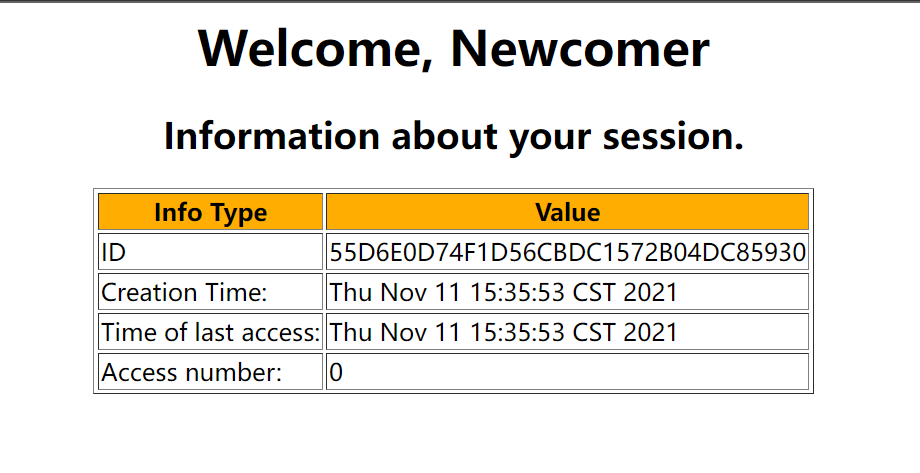 Welcome, Newcomer
Information about your session.
Info Type Value
ID 55D6E0D74F1D56CBDC1572B04DC85930
Creation Time: Thu Nov 11 15:35:53 CST 2021
Time of last access: Thu Nov 11 15:35:53 CST 2021
Access number: 0